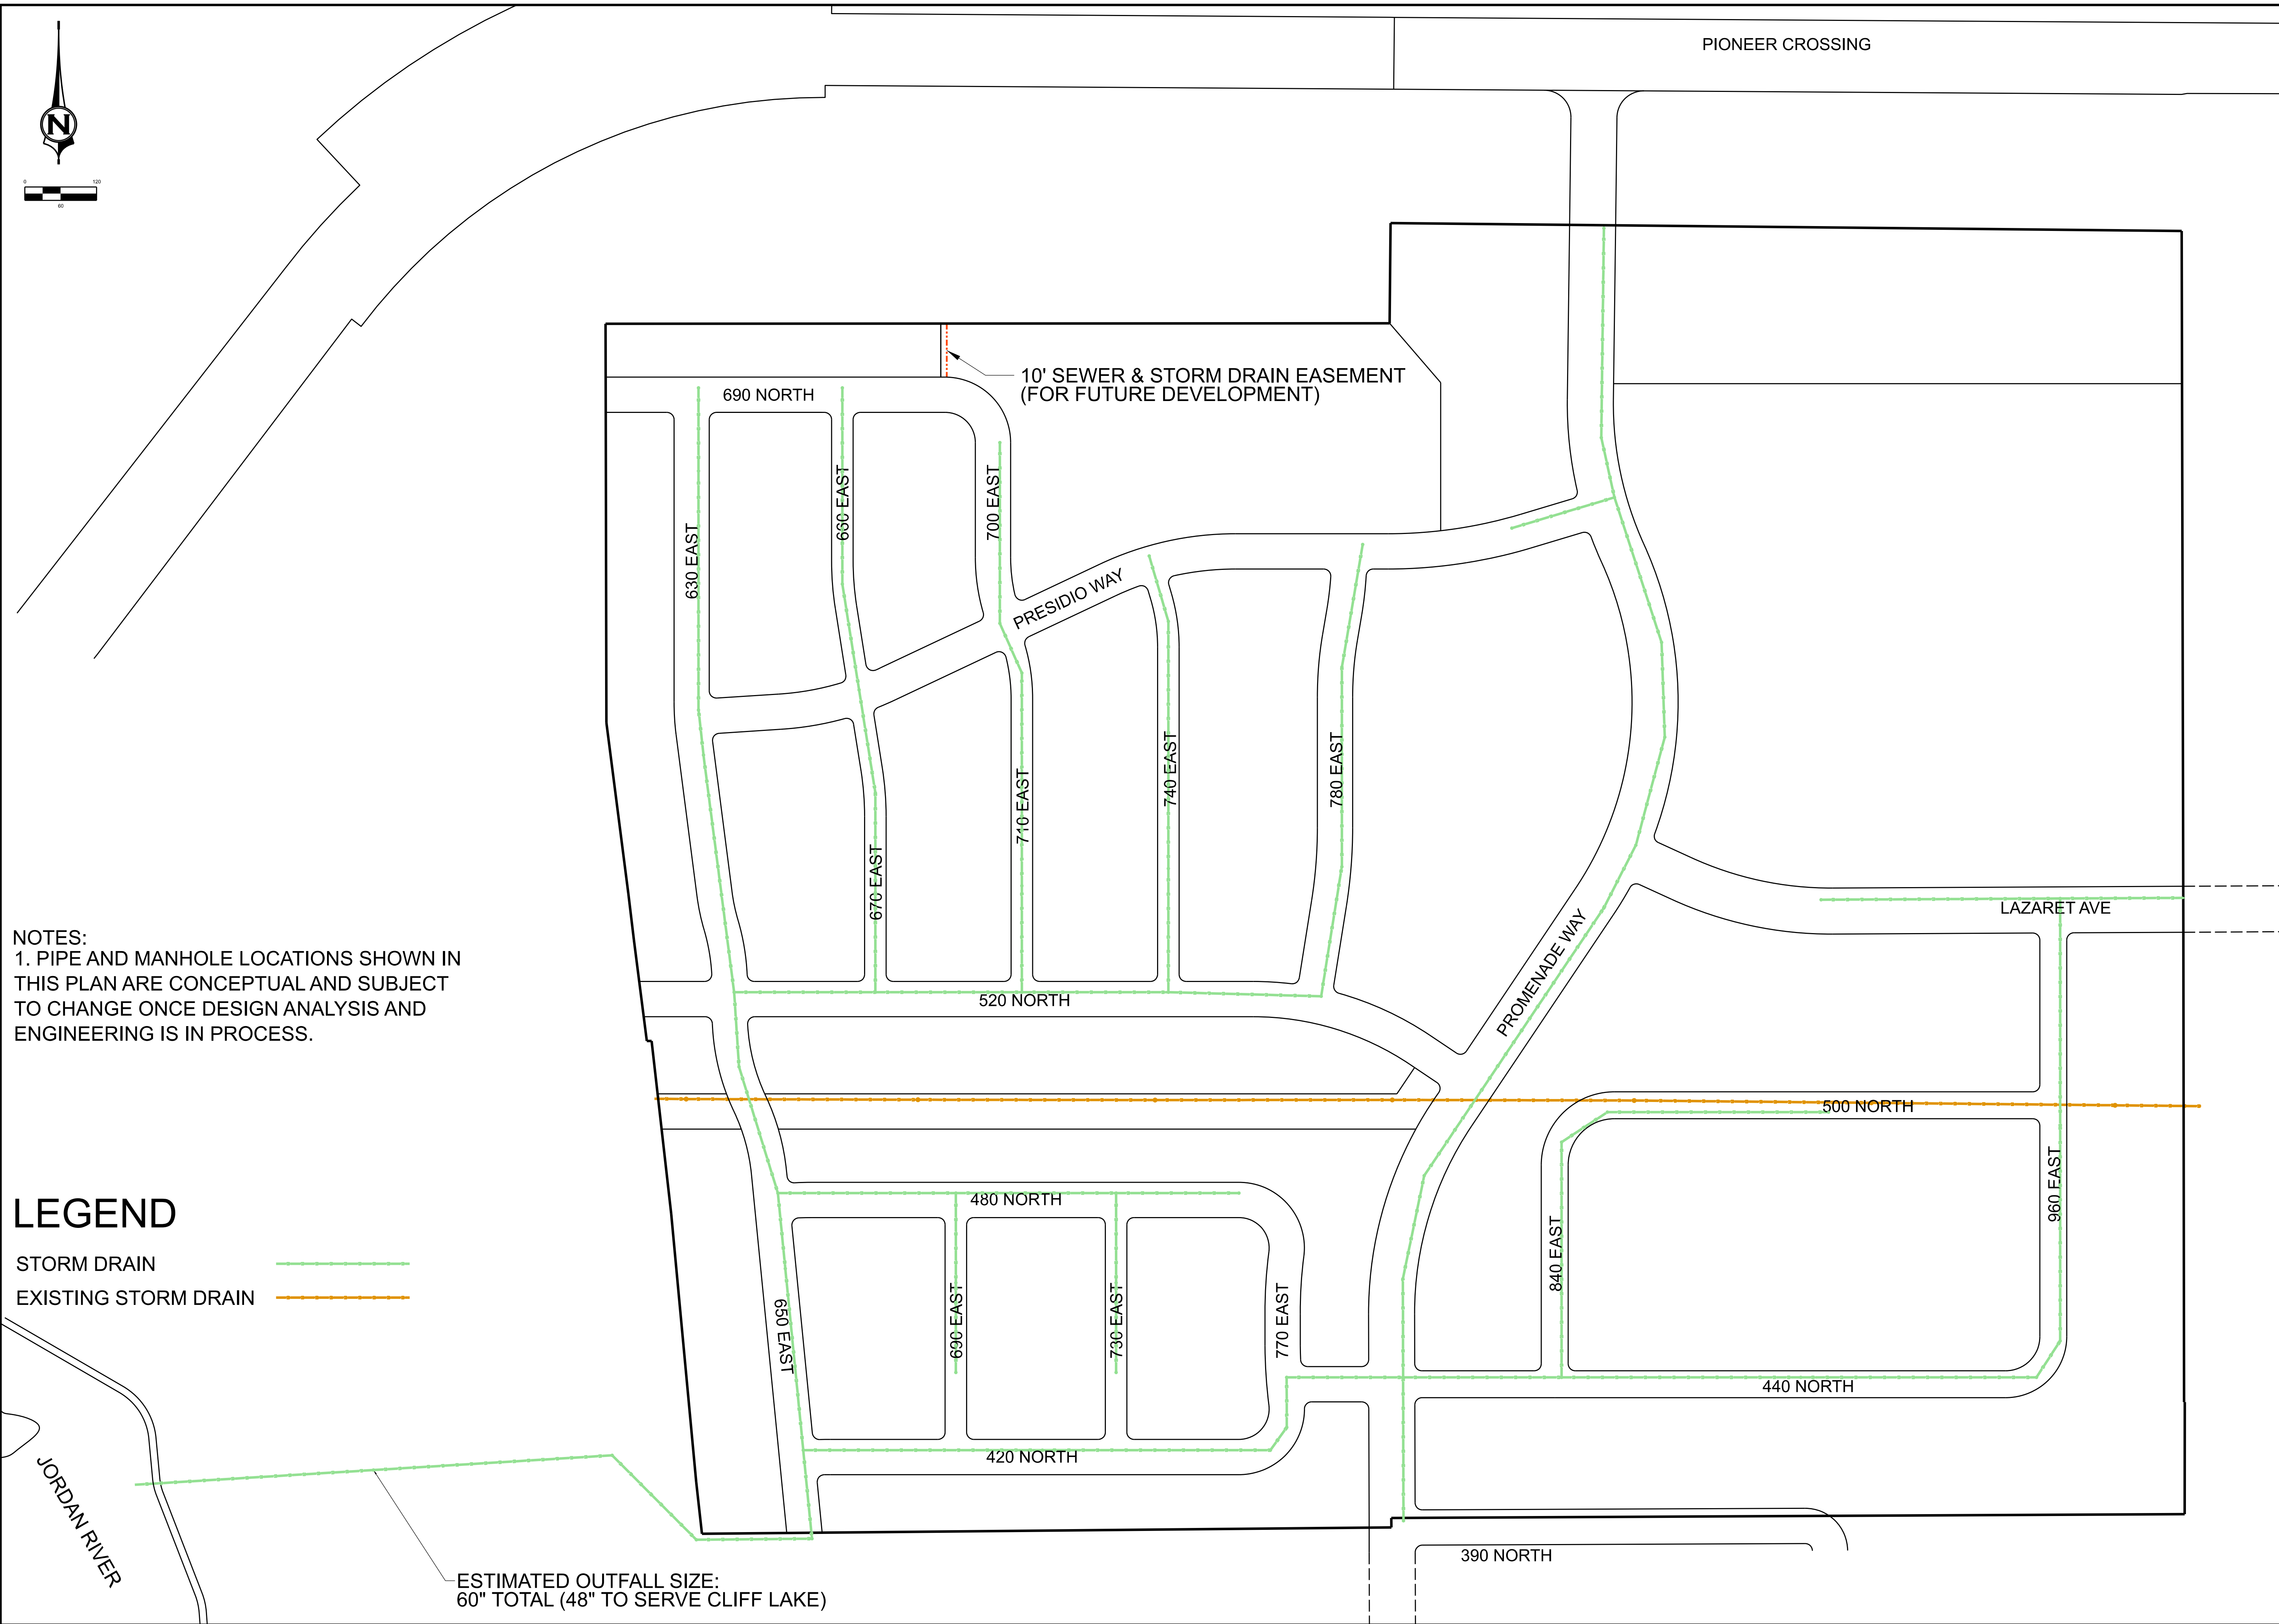 PIONEER CROSSING
N
0 120
60
10' SEWER & STORM DRAIN EASEMENT
(FOR FUTURE DEVELOPMENT)
690 NORTH
630 EAST
660 EAST
700 EAST
PRESIDIO WAY
670 EAST
710 EAST
740 EAST
780 EAST
LAZARET AVE
PROMENADE WAY
520 NORTH
NOTES:
1. PIPE AND MANHOLE LOCATIONS SHOWN IN
THIS PLAN ARE CONCEPTUAL AND SUBJECT
TO CHANGE ONCE DESIGN ANALYSIS AND
ENGINEERING IS IN PROCESS.
500 NORTH
480 NORTH
960 EAST
840 EAST
650 EAST
690 EAST
730 EAST
770 EAST
440 NORTH
420 NORTH
LEGEND
STORM DRAIN
EXISTING STORM DRAIN
JORDAN RIVER
390 NORTH
ESTIMATED OUTFALL SIZE:
60" TOTAL (48" TO SERVE CLIFF LAKE)